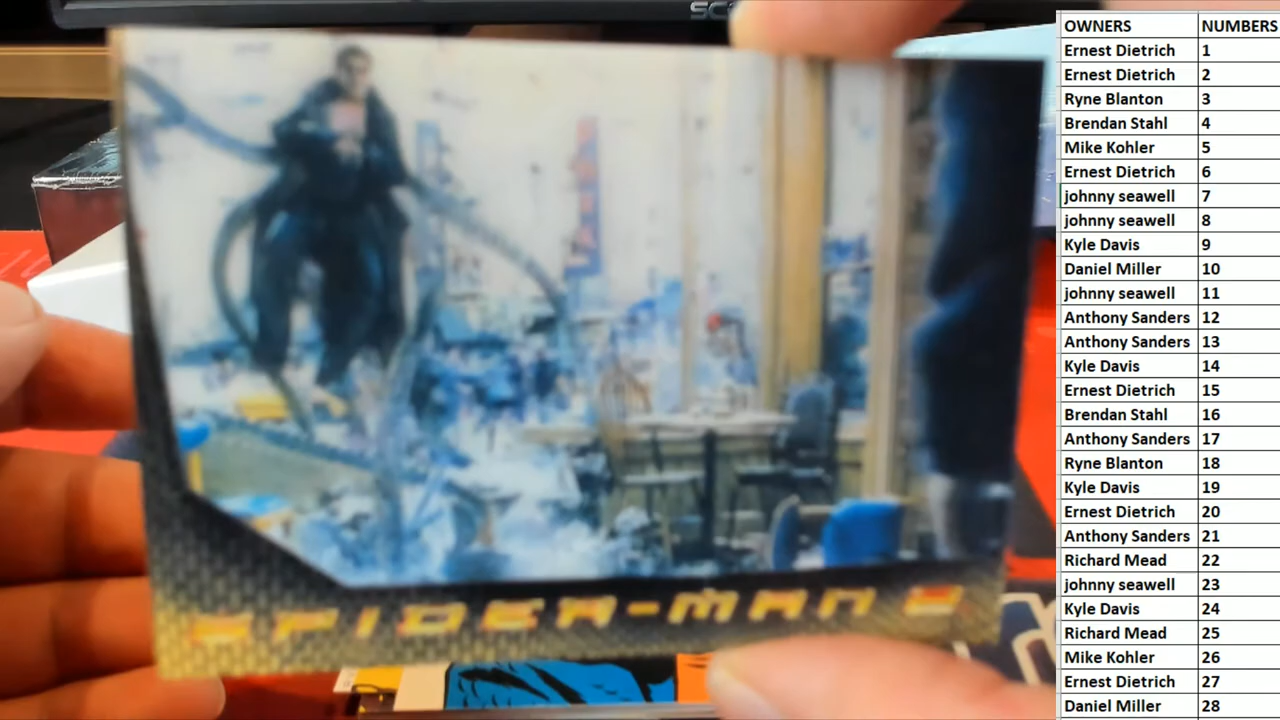 SPIDER-MAN 2
OWNERS NUMBERS
Ernest Dietrich 1
Ernest Dietrich 2
Ryne Blanton 3
Brendan Stahl 4
Mike Kohler 5
Ernest Dietrich 6
johnny seawell 7
johnny seawell 8
Kyle Davis 9
Daniel Miller 10
johnny seawell 11
Anthony Sanders 12
Anthony Sanders 13
Kyle Davis 14
Ernest Dietrich 15
Brendan Stahl 16
Anthony Sanders 17
Ryne Blanton 18
Kyle Davis 19
Ernest Dietrich 20
Anthony Sanders 21
Richard Mead 22
johnny seawell 23
Kyle Davis 24
Richard Mead 25
Mike Kohler 26
Ernest Dietrich 27
Daniel Miller 28